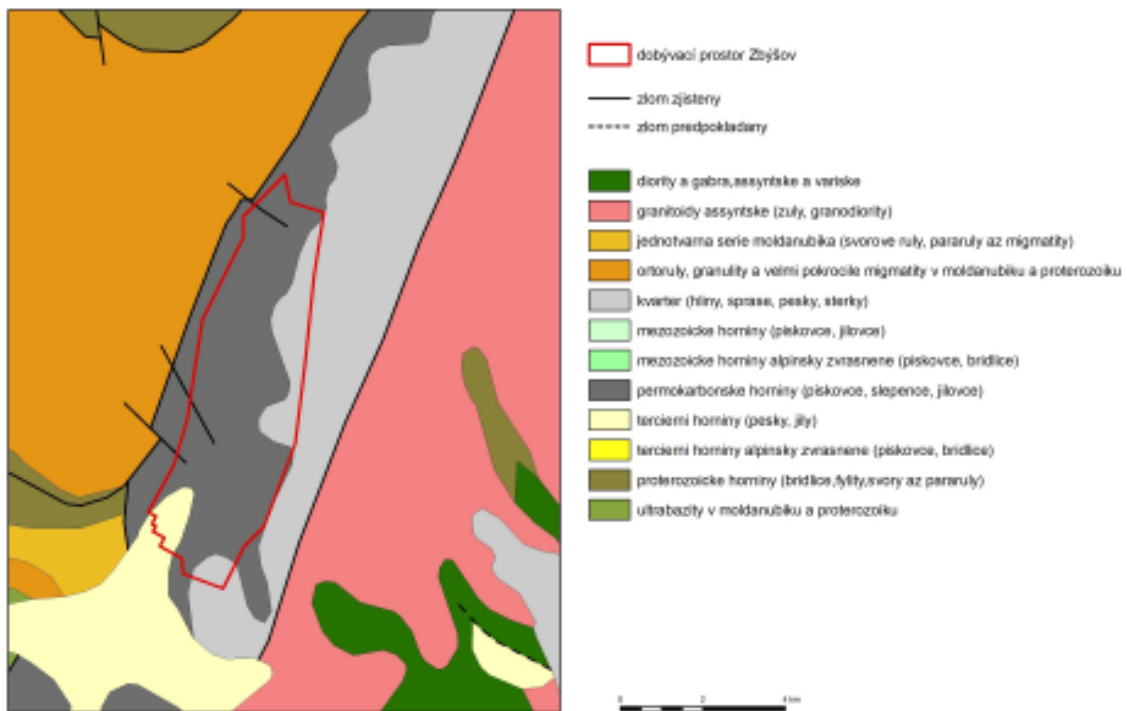 dobývací prostor Zbýšov
zlom zjisteny
zlom predpokladany
diority a gabra,assyntske a variske
granitoidy assyntske (zuly, granodiority)
jednotvarna serie moldanubika (svorove ruly, pararuly az migmatity)
ortoruly, granulity a velmi pokrocile migmatity v moldanubiku a proterozoiku
kvarter (hliny, sprase, pesky, sterky)
mezozoicke horniny (piskovce, jilovce)
mezozoicke horniny alpinsky zvrasnene (piskovce, bridlice)
permokarbonske horniny (piskovce, slepence, jilovce)
tercierni horniny (pesky, jily)
tercierni horniny alpinsky zvrasnene (piskovce, bridlice)
proterozoicke horniny (bridlice,fylity,svory az pararuly)
ultrabazity v moldanubiku a proterozoiku
0 2 4 km